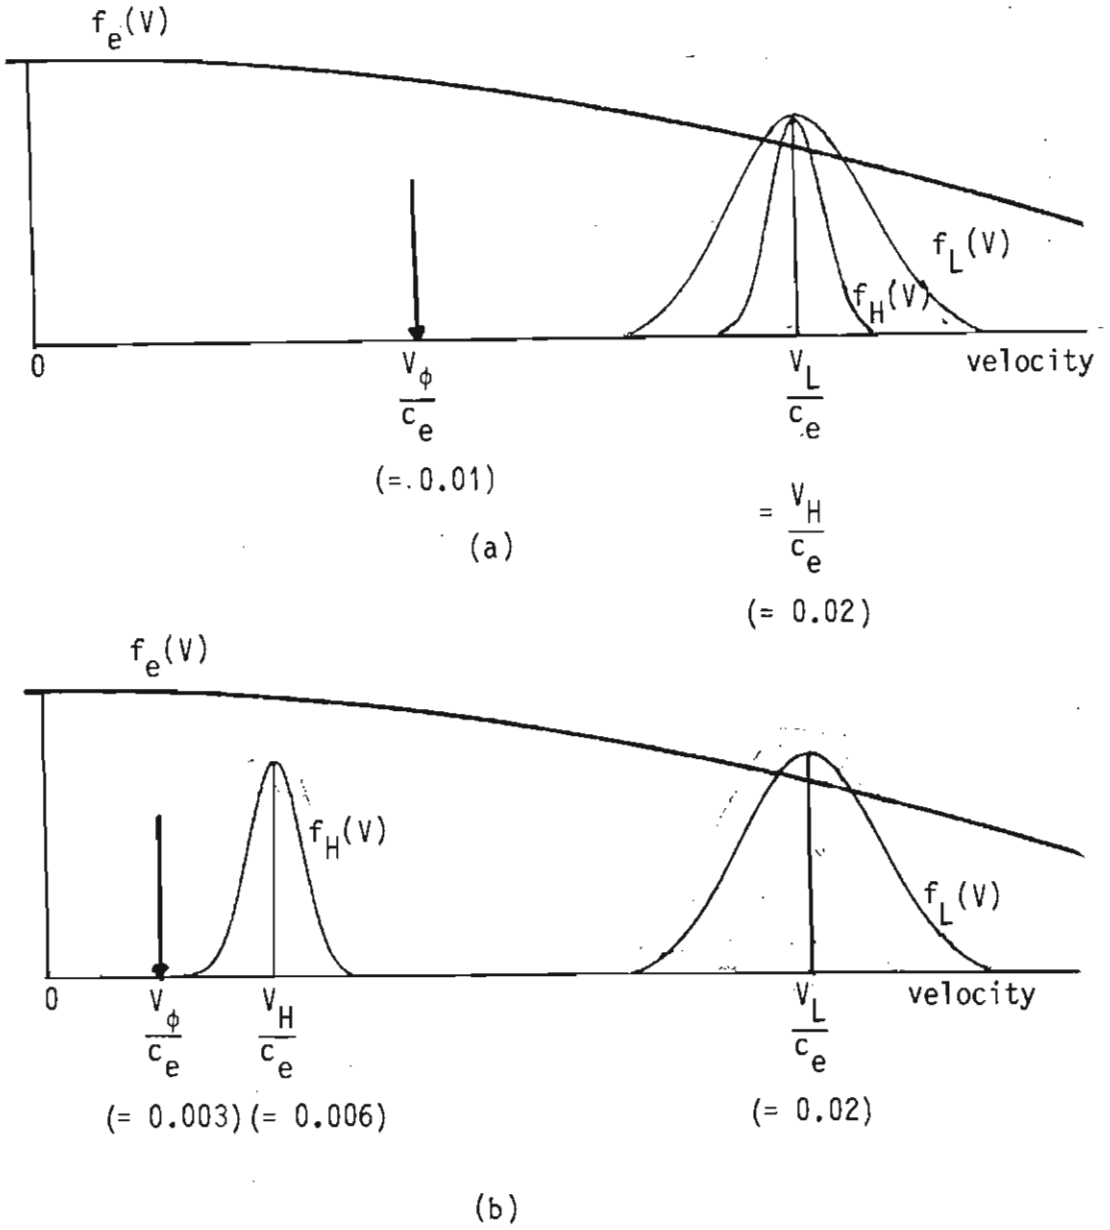 f_e(V)
f_L(V)
f_H(V)
0
V_ϕ/c_e
V_L/c_e
velocity
(= 0.01)
= V_H/c_e
(a)
(= 0.02)
f_e(V)
f_H(V)
f_L(V)
0
V_ϕ/c_e
V_H/c_e
V_L/c_e
velocity
(= 0.003) (= 0.006)
(= 0.02)
(b)